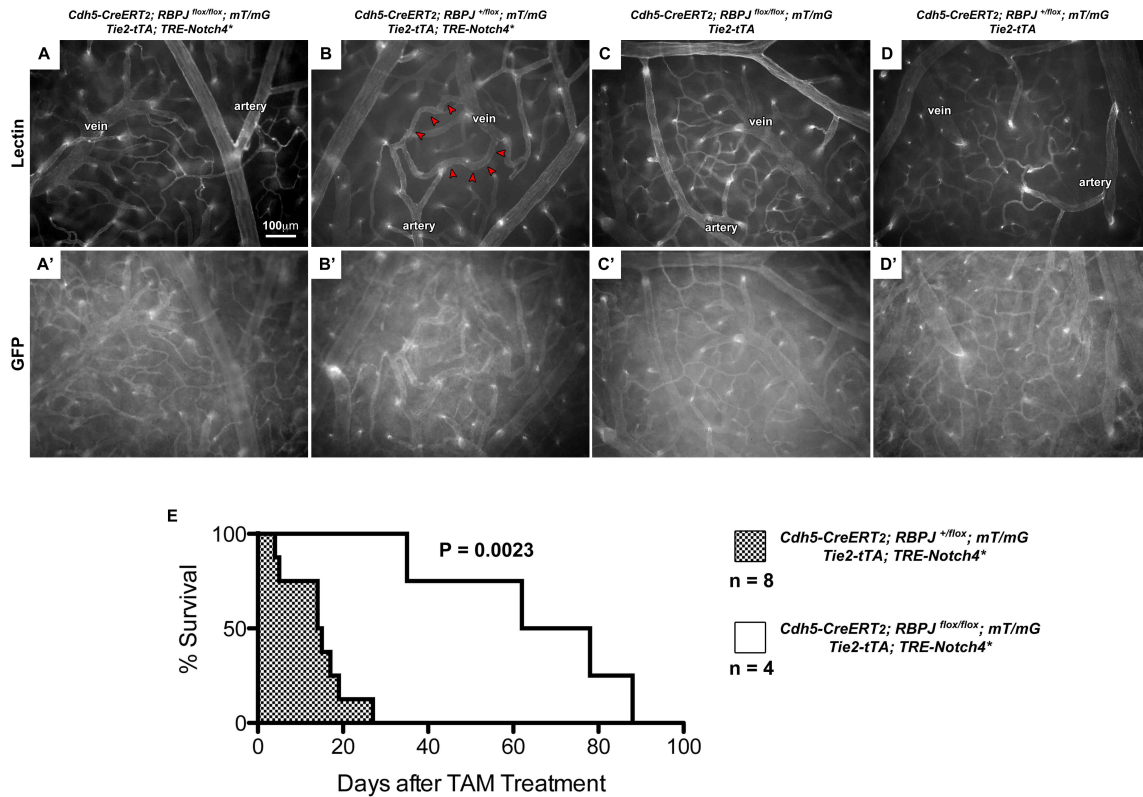 Cdh5-CreERT2; RBPJ flox/flox; mT/mG
Tie2-tTA; TRE-Notch4*
Cdh5-CreERT2; RBPJ +/flox; mT/mG
Tie2-tTA; TRE-Notch4*
Cdh5-CreERT2; RBPJ flox/flox; mT/mG
Tie2-tTA
Cdh5-CreERT2; RBPJ +/flox; mT/mG
Tie2-tTA
Lectin
A
vein
artery
100μm
B
vein
artery
C
vein
artery
D
vein
artery
GFP
A'
B'
C'
D'
E
% Survival
100
50
0
P = 0.0023
0 20 40 60 80 100
Days after TAM Treatment
Cdh5-CreERT2; RBPJ +/flox; mT/mG
Tie2-tTA; TRE-Notch4*
n = 8
Cdh5-CreERT2; RBPJ flox/flox; mT/mG
Tie2-tTA; TRE-Notch4*
n = 4